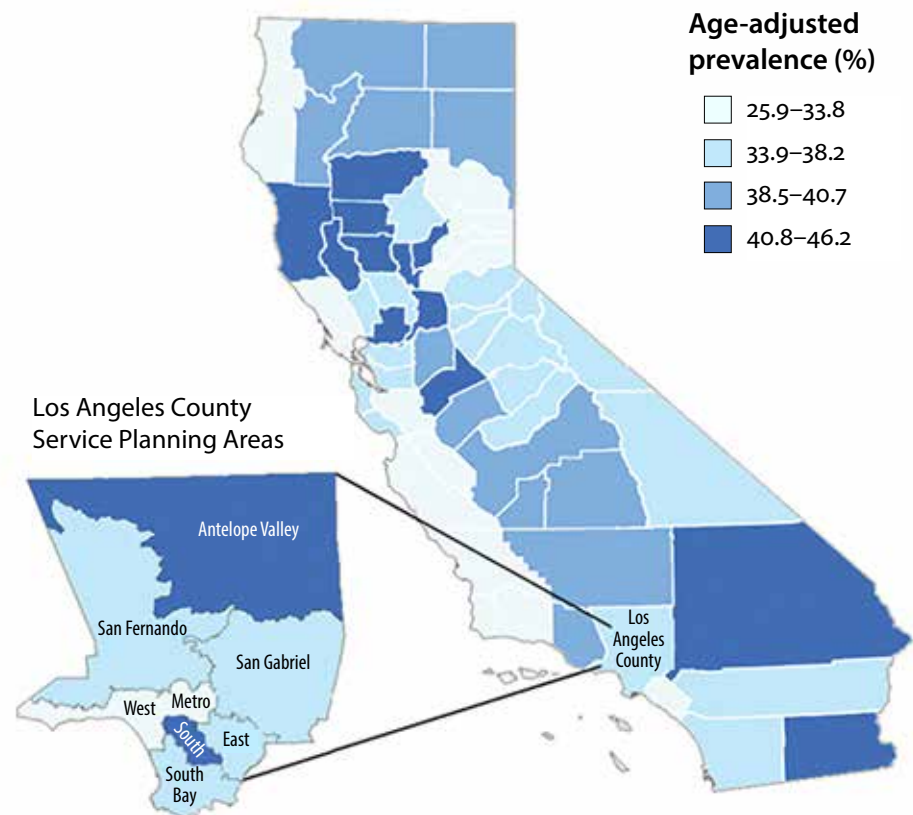 Age-adjusted
prevalence (%)
25.9–33.8
33.9–38.2
38.5–40.7
40.8–46.2
Los Angeles County
Service Planning Areas
Antelope Valley
San Fernando
San Gabriel
West
Metro
South
East
South
Bay
Los
Angeles
County